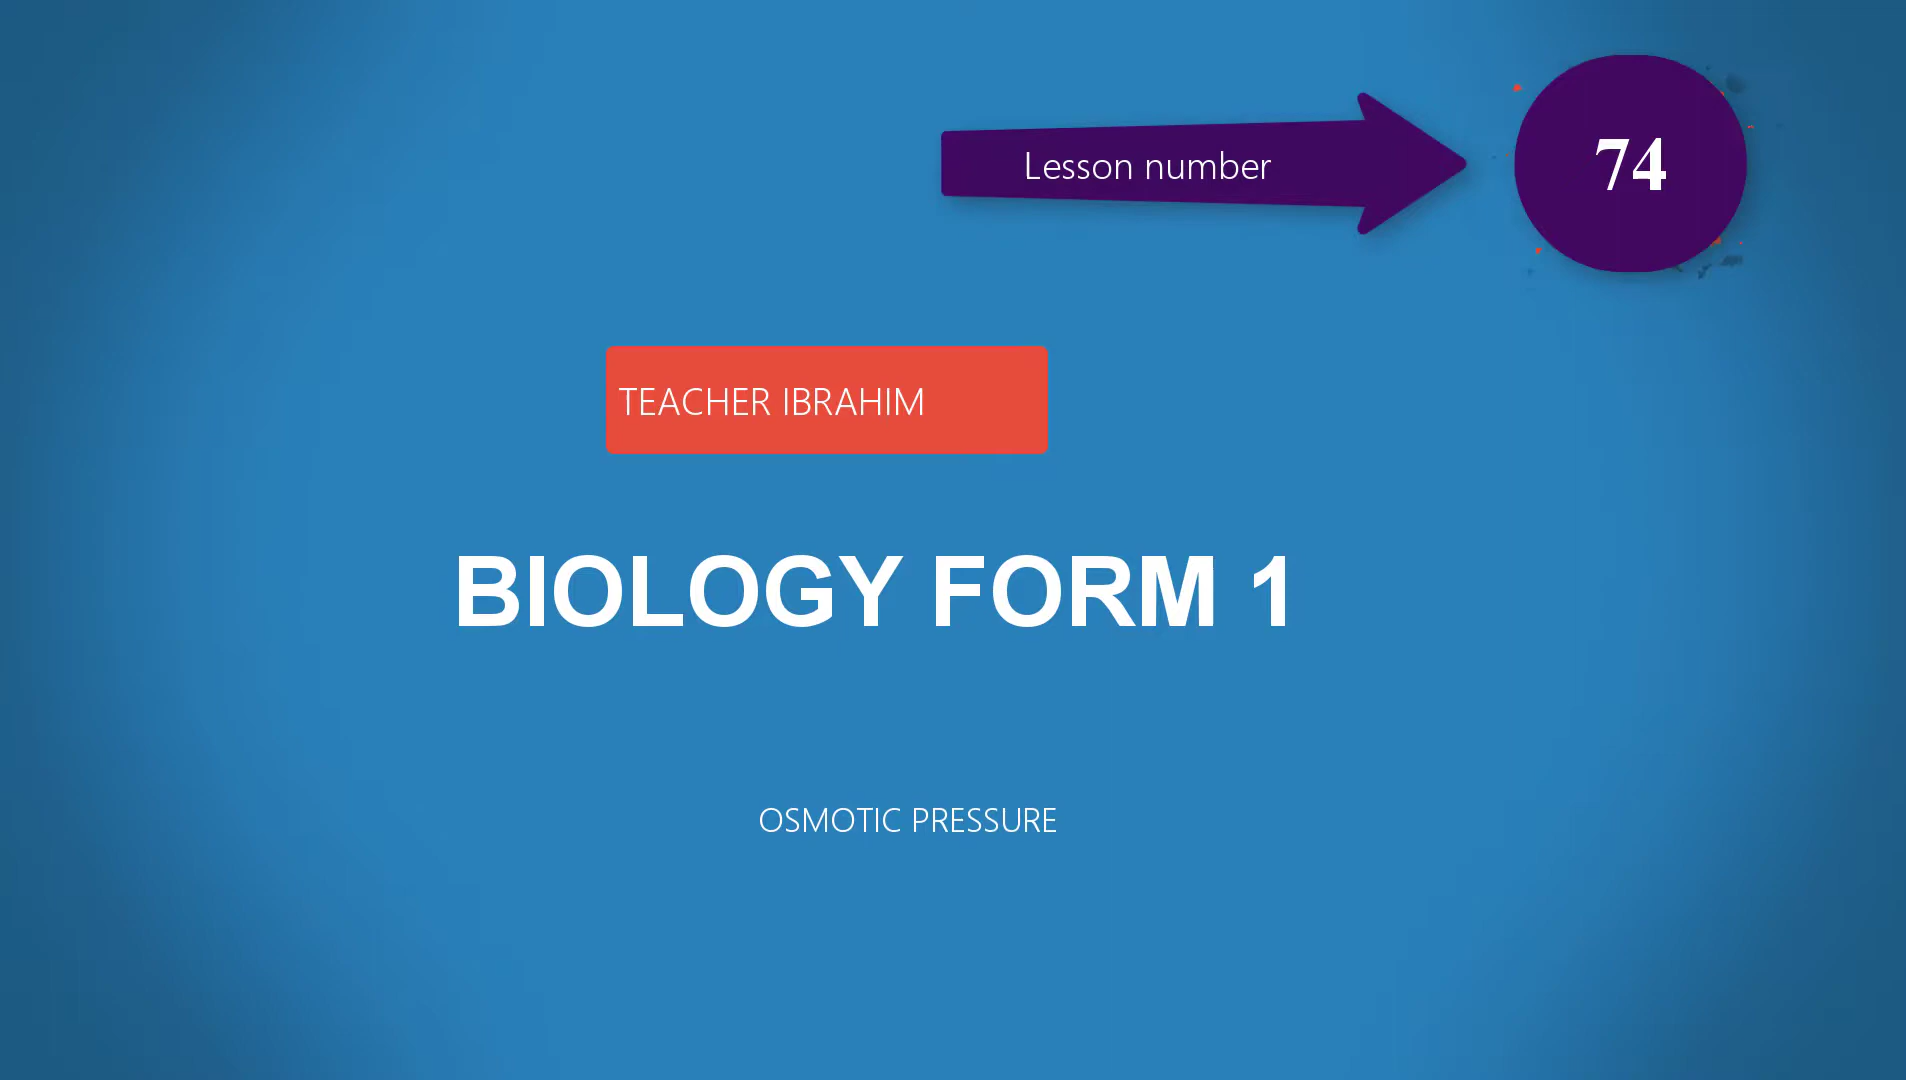 Lesson number
74
TEACHER IBRAHIM
BIOLOGY FORM 1
OSMOTIC PRESSURE